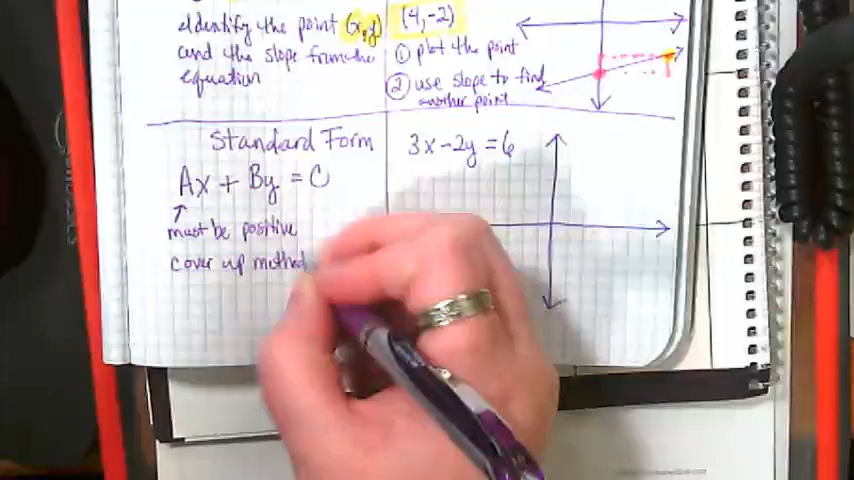 Identify the point (x,y)
and the slope from the
equation
(4,-2)
① plot the point
② use slope to find
another point
Standard Form
Ax + By = C
↑
must be positive
cover up method
3x - 2y = 6